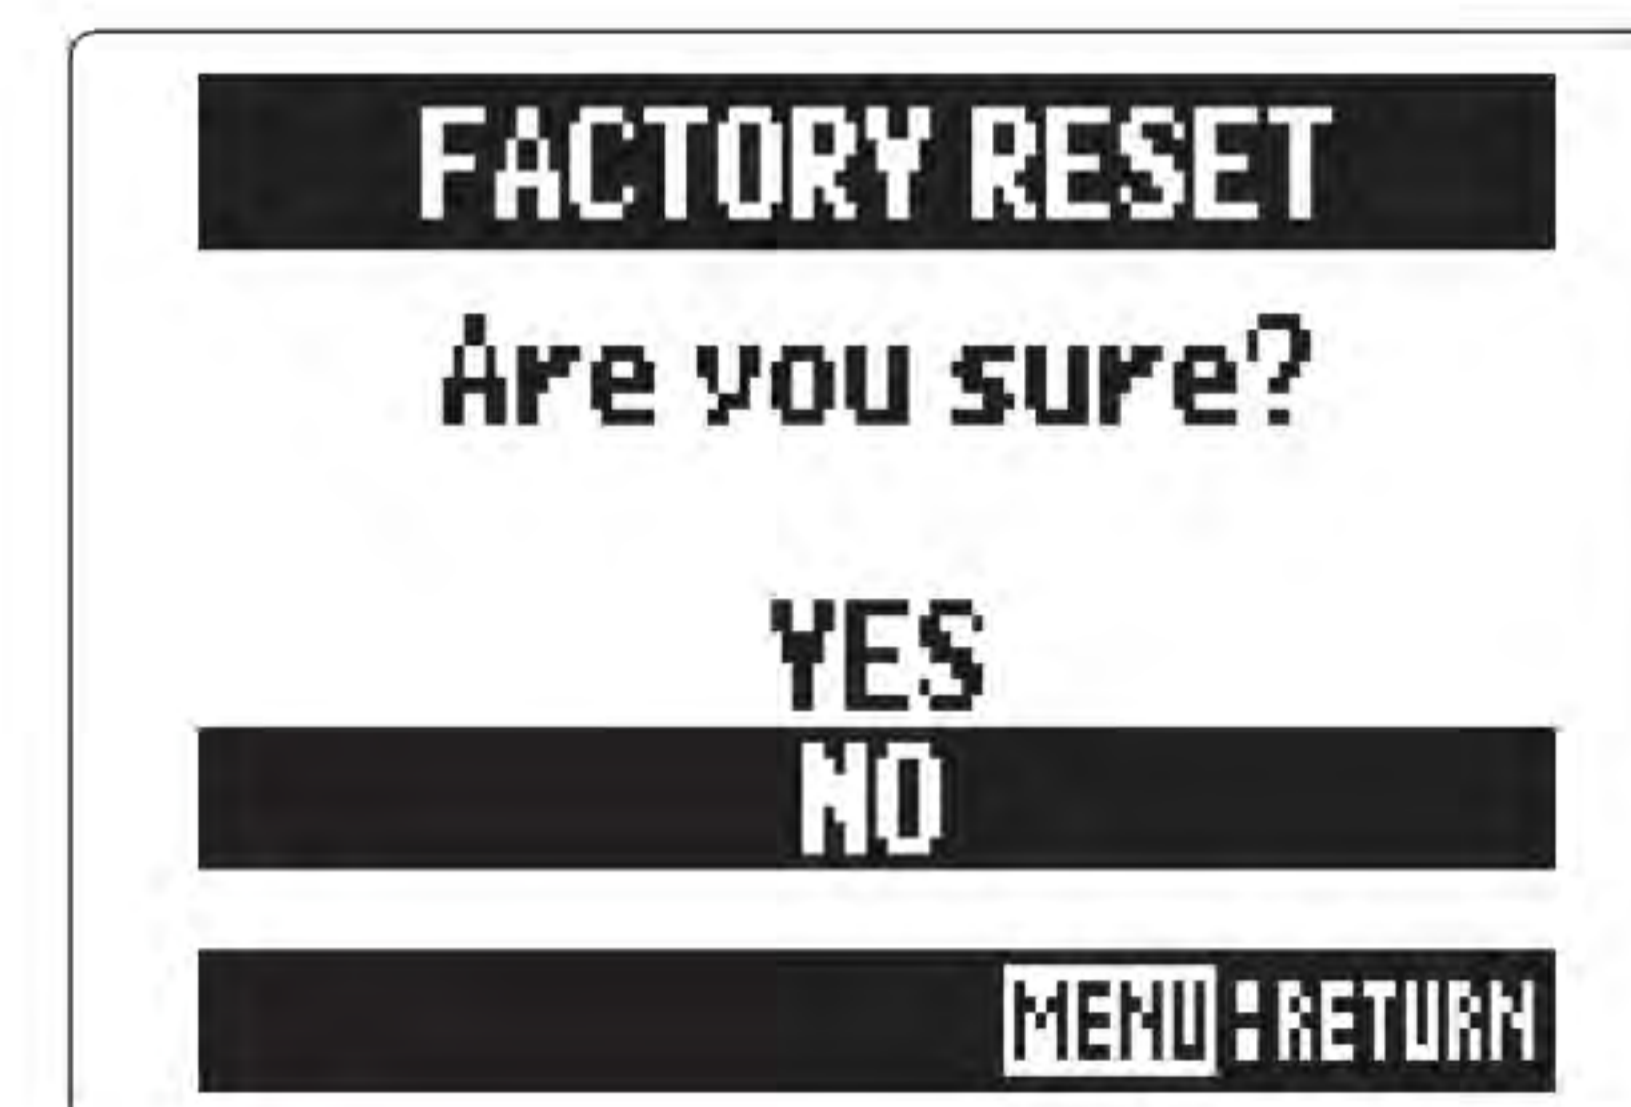 FACTORY RESET
Are you sure?
YES
NO
MENU:RETURN